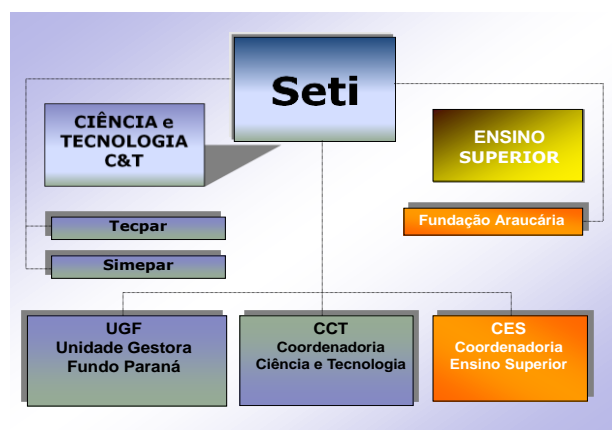 Seti
CIÊNCIA e
TECNOLOGIA
C&T
ENSINO
SUPERIOR
Tecpar
Fundação Araucária
Simepar
UGF
Unidade Gestora
Fundo Paraná
CCT
Coordenadoria
Ciência e Tecnologia
CES
Coordenadoria
Ensino Superior